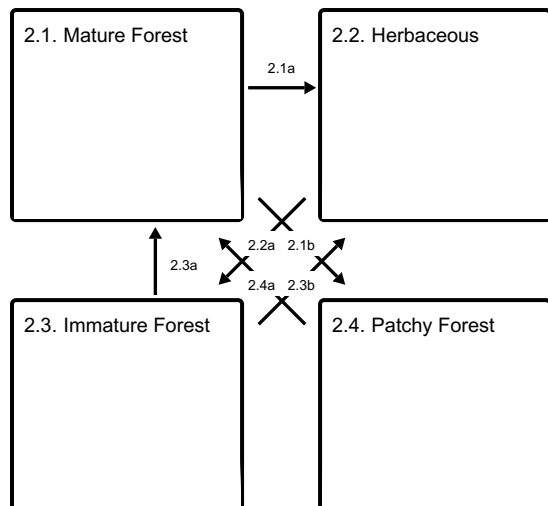 2.1. Mature Forest
2.2. Herbaceous
2.1a
2.2a 2.1b
2.3a
2.4a 2.3b
2.3. Immature Forest
2.4. Patchy Forest